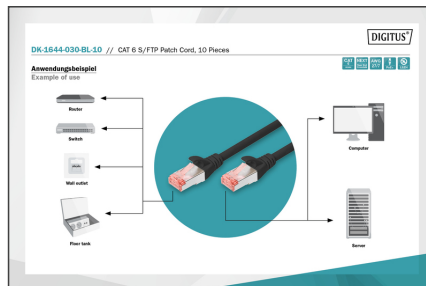 DIGITUS®
DK-1644-030-BL-10 // CAT 6 S/FTP Patch Cord, 10 Pieces
Anwendungsbeispiel
Example of use
Router
Switch
Wall outlet
Floor tank
Computer
Server